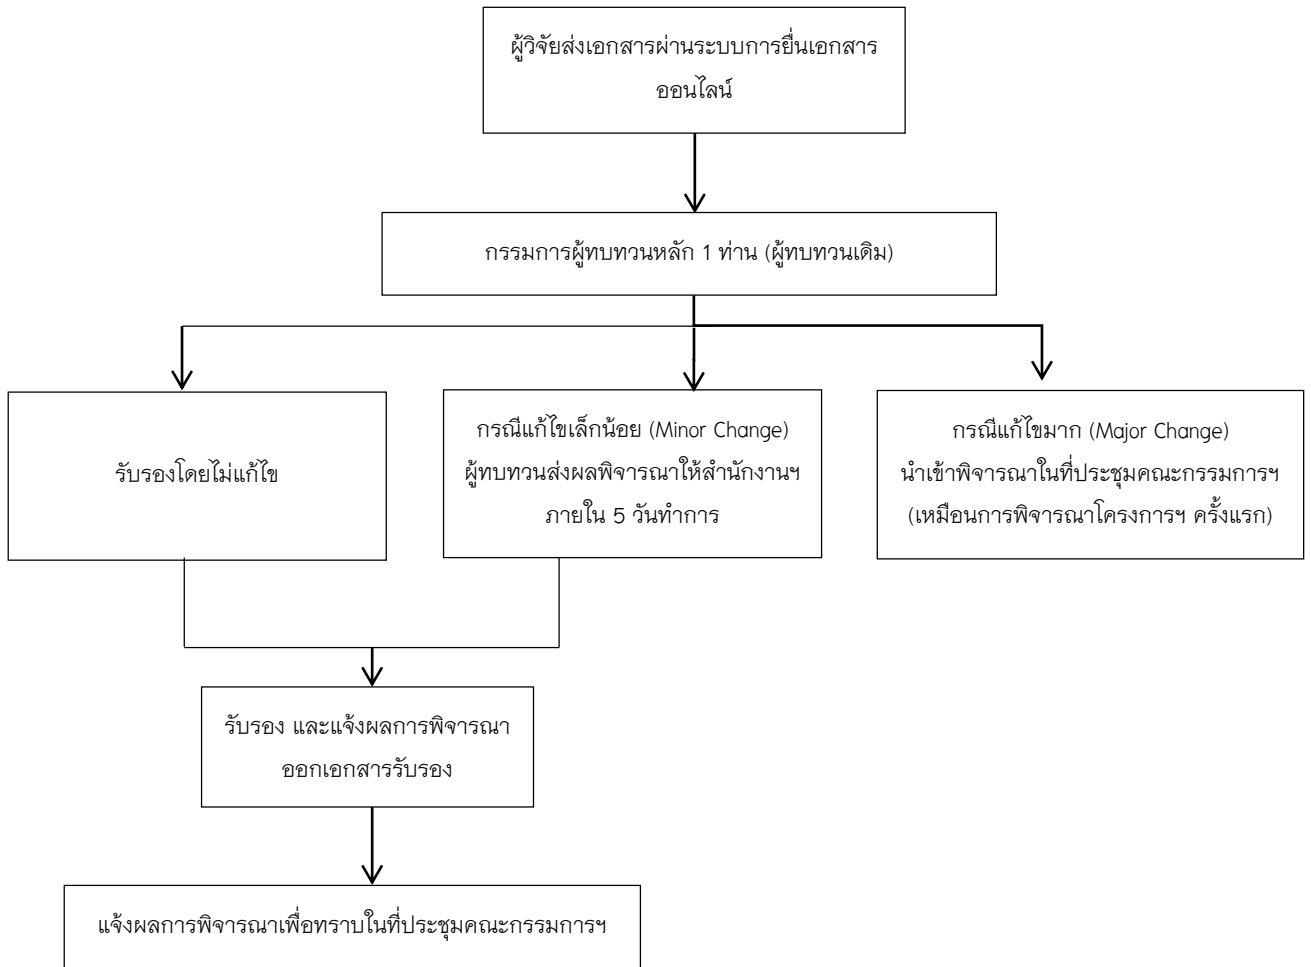 ผู้วิจัยส่งเอกสารผ่านระบบการยื่นเอกสาร
ออนไลน์
กรรมการผู้ทบทวนหลัก 1 ท่าน (ผู้ทบทวนเดิม)
รับรองโดยไม่แก้ไข
กรณีแก้ไขเล็กน้อย (Minor Change)
ผู้ทบทวนส่งผลพิจารณาให้สำนักงานฯ
ภายใน 5 วันทำการ
กรณีแก้ไขมาก (Major Change)
นำเข้าพิจารณาในที่ประชุมคณะกรรมการฯ
(เหมือนการพิจารณาโครงการฯ ครั้งแรก)
รับรอง และแจ้งผลการพิจารณา
ออกเอกสารรับรอง
แจ้งผลการพิจารณาเพื่อทราบในที่ประชุมคณะกรรมการฯ